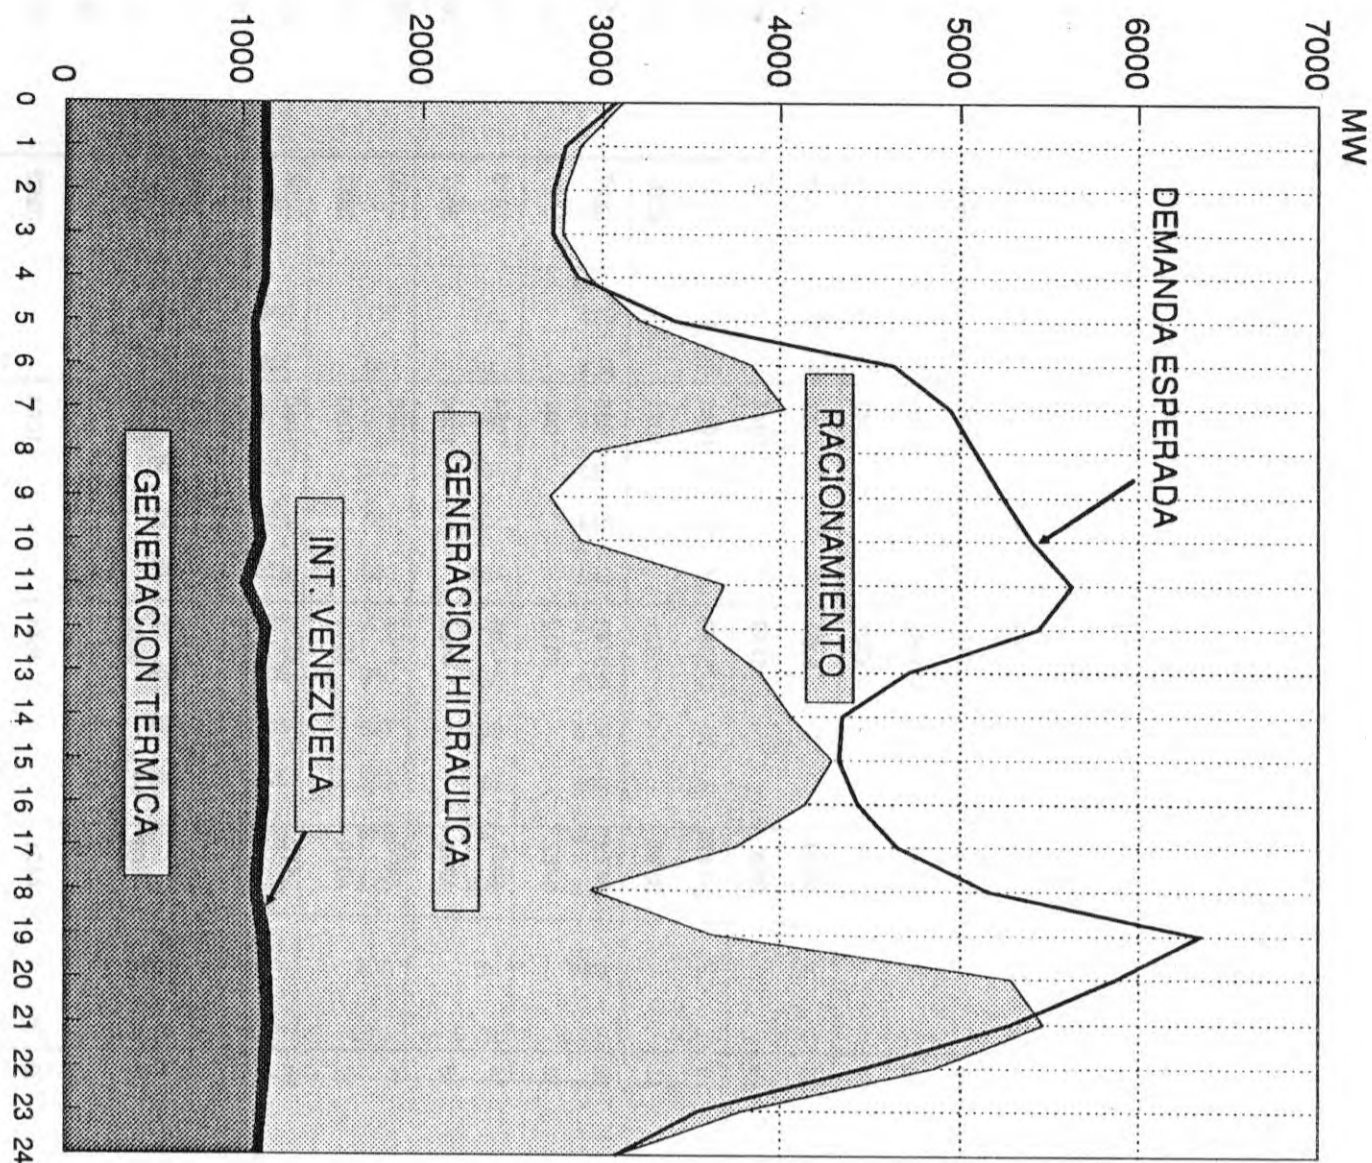 MW
7000
6000
5000
4000
3000
2000
1000
0
DEMANDA ESPERADA
RACIONAMIENTO
GENERACION HIDRAULICA
INT. VENEZUELA
GENERACION TERMICA
0 1 2 3 4 5 6 7 8 9 10 11 12 13 14 15 16 17 18 19 20 21 22 23 24